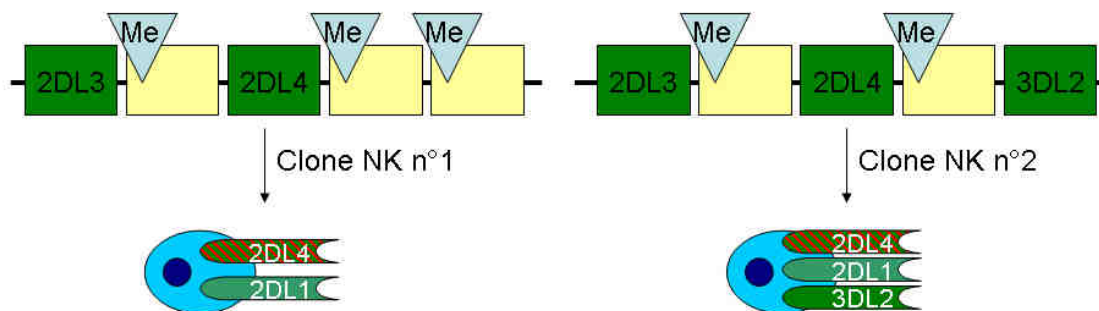 Me Me Me
2DL3 2DL4
Clone NK n°1
2DL4
2DL1
Me Me
2DL3 2DL4 3DL2
Clone NK n°2
2DL4
2DL1
3DL2